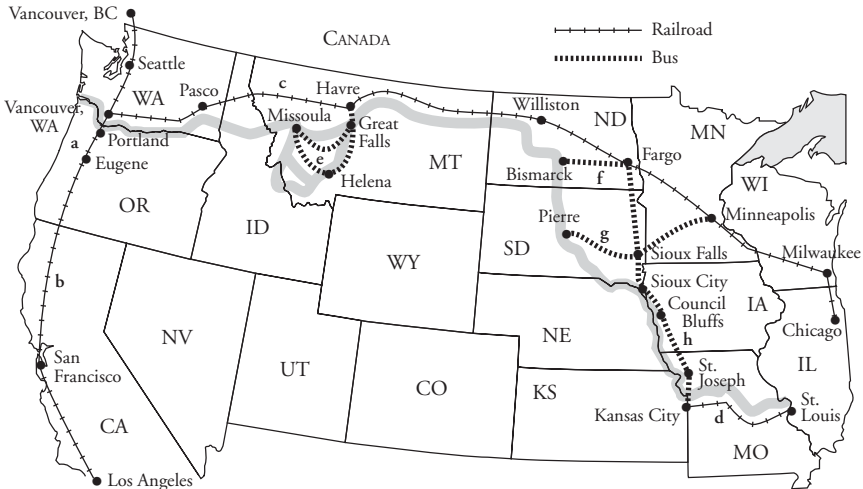 Vancouver, BC
CANADA
Railroad
Bus
Seattle
WA
Pasco
c
Havre
Williston
ND
MN
Vancouver,
WA
Missoula
Great
Falls
Portland
a
Eugene
e
MT
Helena
Bismarck
f
Fargo
WI
OR
ID
Pierre
g
Minneapolis
SD
Sioux Falls
Milwaukee
WY
b
Sioux City
IA
Council
Bluffs
Chicago
NV
NE
h
IL
San
Francisco
UT
CO
St.
Joseph
KS
CA
Kansas City
d
St.
Louis
MO
Los Angeles